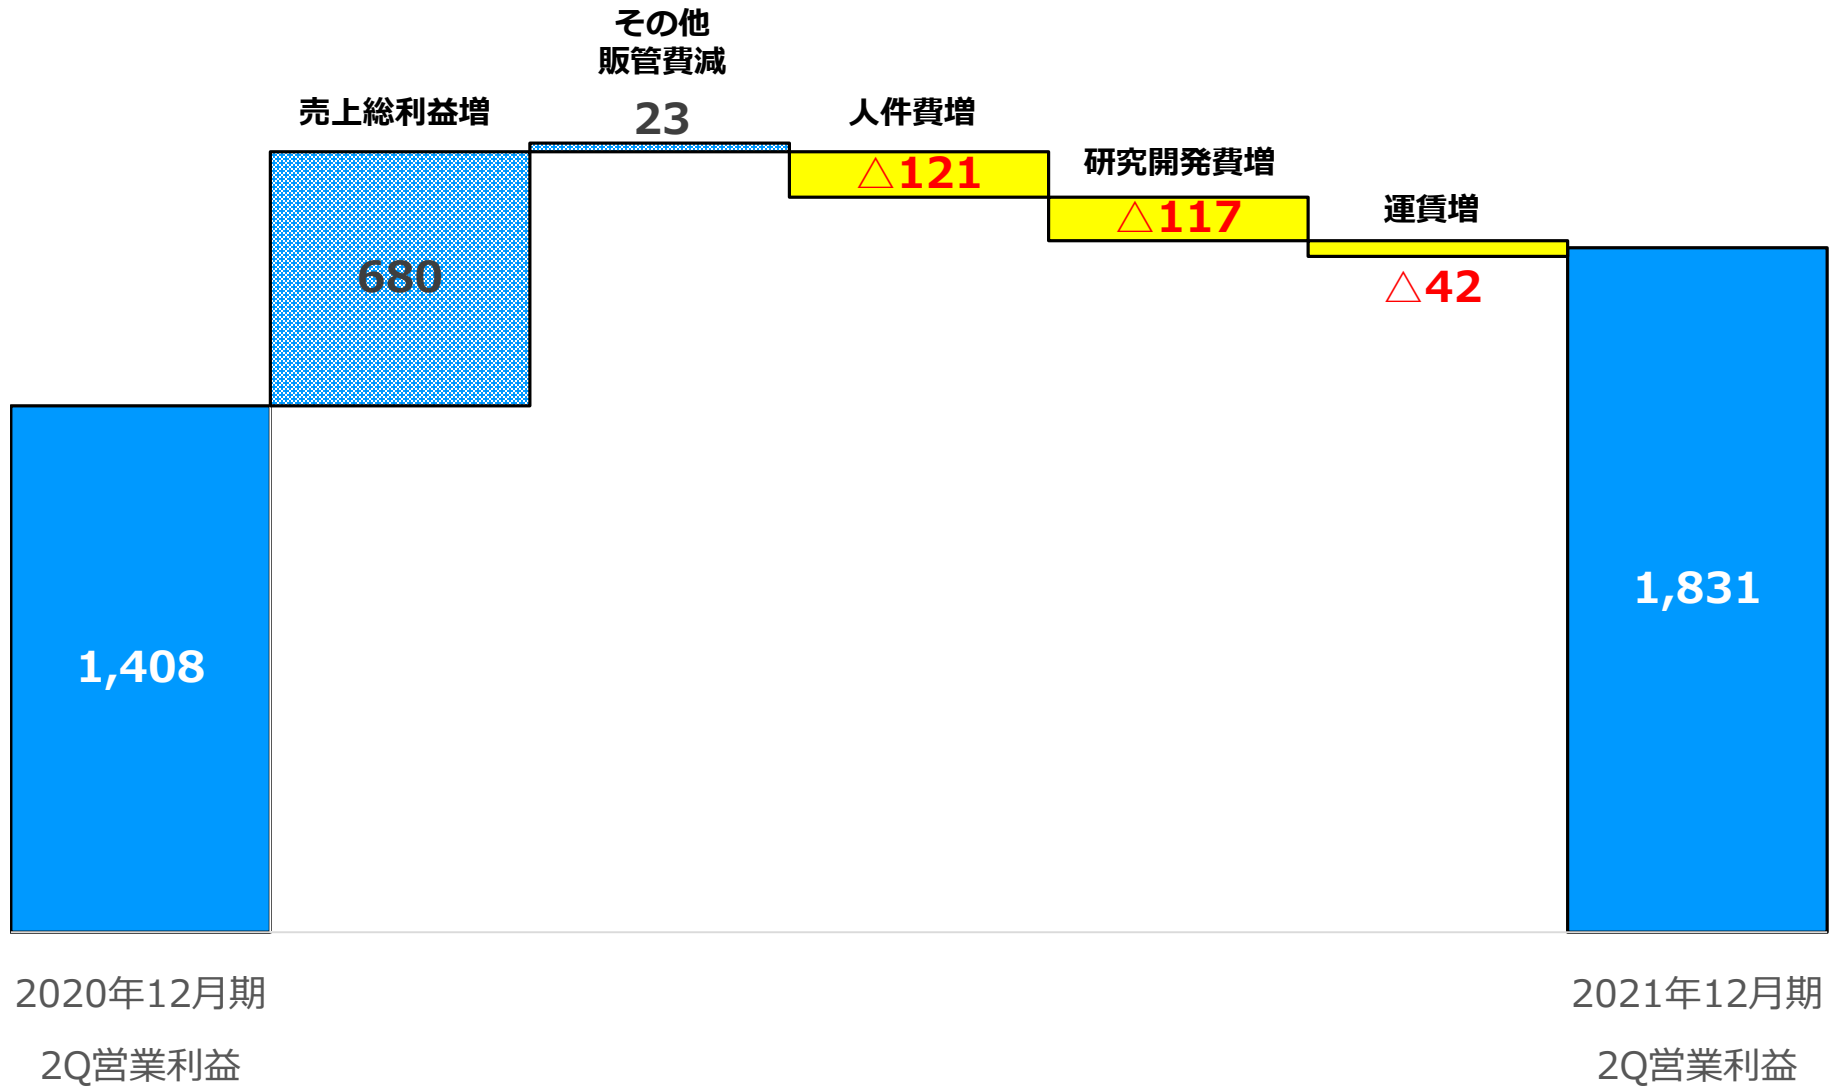 その他
販管費減
23
売上総利益増
680
人件費増
△121
研究開発費増
△117
運賃増
△42
1,408
1,831
2020年12月期
2Q営業利益
2021年12月期
2Q営業利益